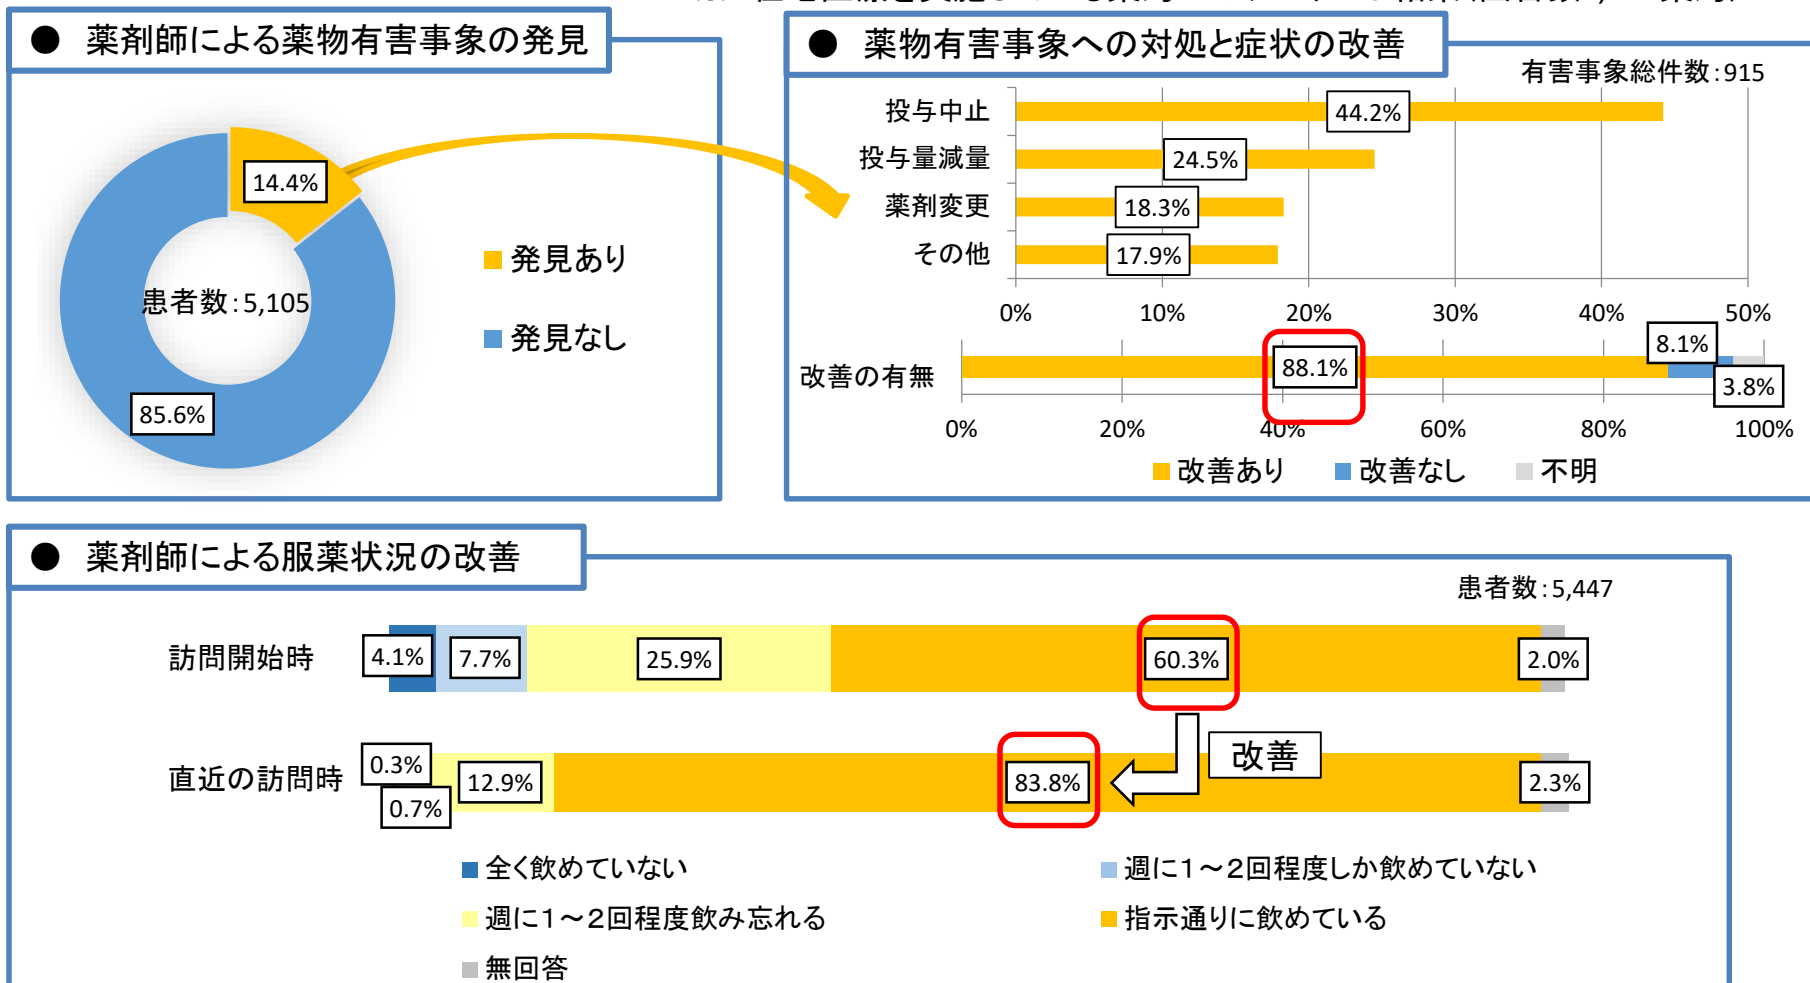 ● 薬剤師による薬物有害事象の発見
14.4%
患者数：5,105
85.6%
発見あり
発見なし
● 薬物有害事象への対処と症状の改善
有害事象総件数：915
投与中止 44.2%
投与量減量 24.5%
薬剤変更 18.3%
その他 17.9%
0% 10% 20% 30% 40% 50%
改善の有無 88.1% 8.1% 3.8%
0% 20% 40% 60% 80% 100%
改善あり 改善なし 不明
● 薬剤師による服薬状況の改善
患者数：5,447
訪問開始時 4.1% 7.7% 25.9% 60.3% 2.0%
改善
直近の訪問時 0.3% 0.7% 12.9% 83.8% 2.3%
全く飲めていない 週に１～２回程度しか飲めていない
週に１～２回程度飲み忘れる 指示通りに飲めている
無回答